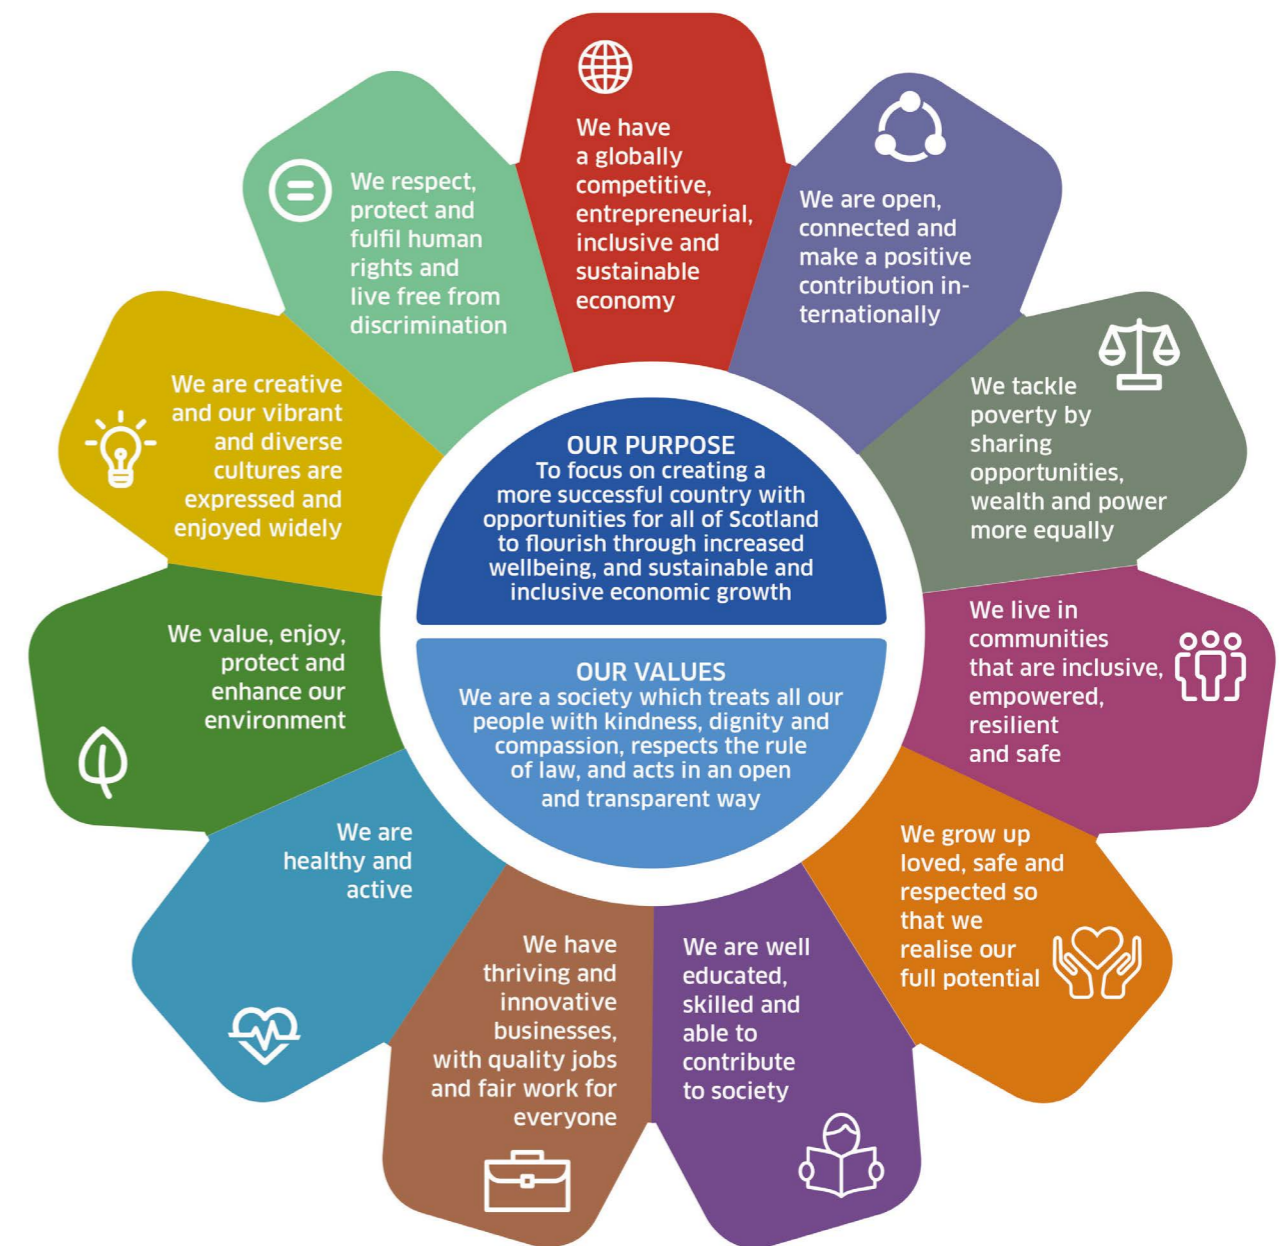 We have
a globally
competitive,
entrepreneurial,
inclusive and
sustainable
economy
We are open,
connected and
make a positive
contribution in-
ternationally
We tackle
poverty by
sharing
opportunities,
wealth and power
more equally
We live in
communities
that are inclusive,
empowered,
resilient
and safe
We grow up
loved, safe and
respected so
that we
realise our
full potential
We are well
educated,
skilled and
able to
contribute
to society
We have
thriving and
innovative
businesses,
with quality jobs
and fair work for
everyone
We are
healthy and
active
We value, enjoy,
protect and
enhance our
environment
We are creative
and our vibrant
and diverse
cultures are
expressed and
enjoyed widely
We respect,
protect and
fulfil human
rights and
live free from
discrimination
OUR PURPOSE
To focus on creating a
more successful country with
opportunities for all of Scotland
to flourish through increased
wellbeing, and sustainable and
inclusive economic growth
OUR VALUES
We are a society which treats all our
people with kindness, dignity and
compassion, respects the rule
of law, and acts in an open
and transparent way